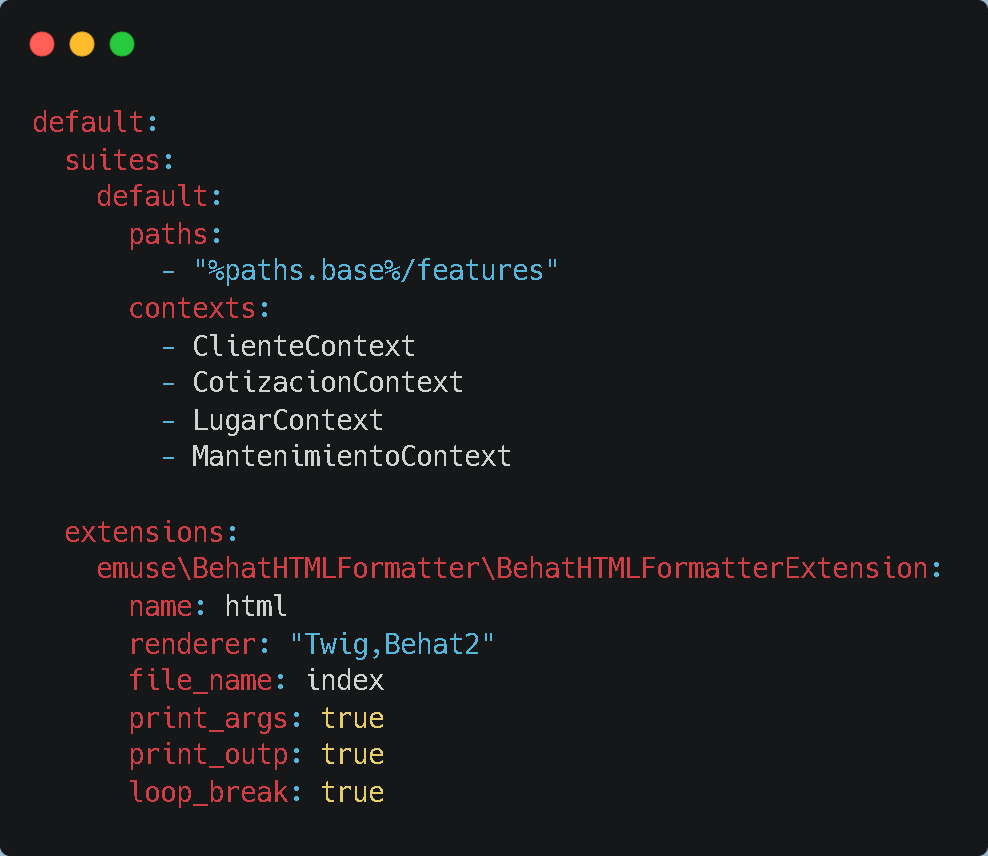 default:
  suites:
    default:
      paths:
        - "%paths.base%/features"
      contexts:
        - ClienteContext
        - CotizacionContext
        - LugarContext
        - MantenimientoContext

  extensions:
    emuse\BehatHTMLFormatter\BehatHTMLFormatterExtension:
      name: html
      renderer: "Twig,Behat2"
      file_name: index
      print_args: true
      print_outp: true
      loop_break: true